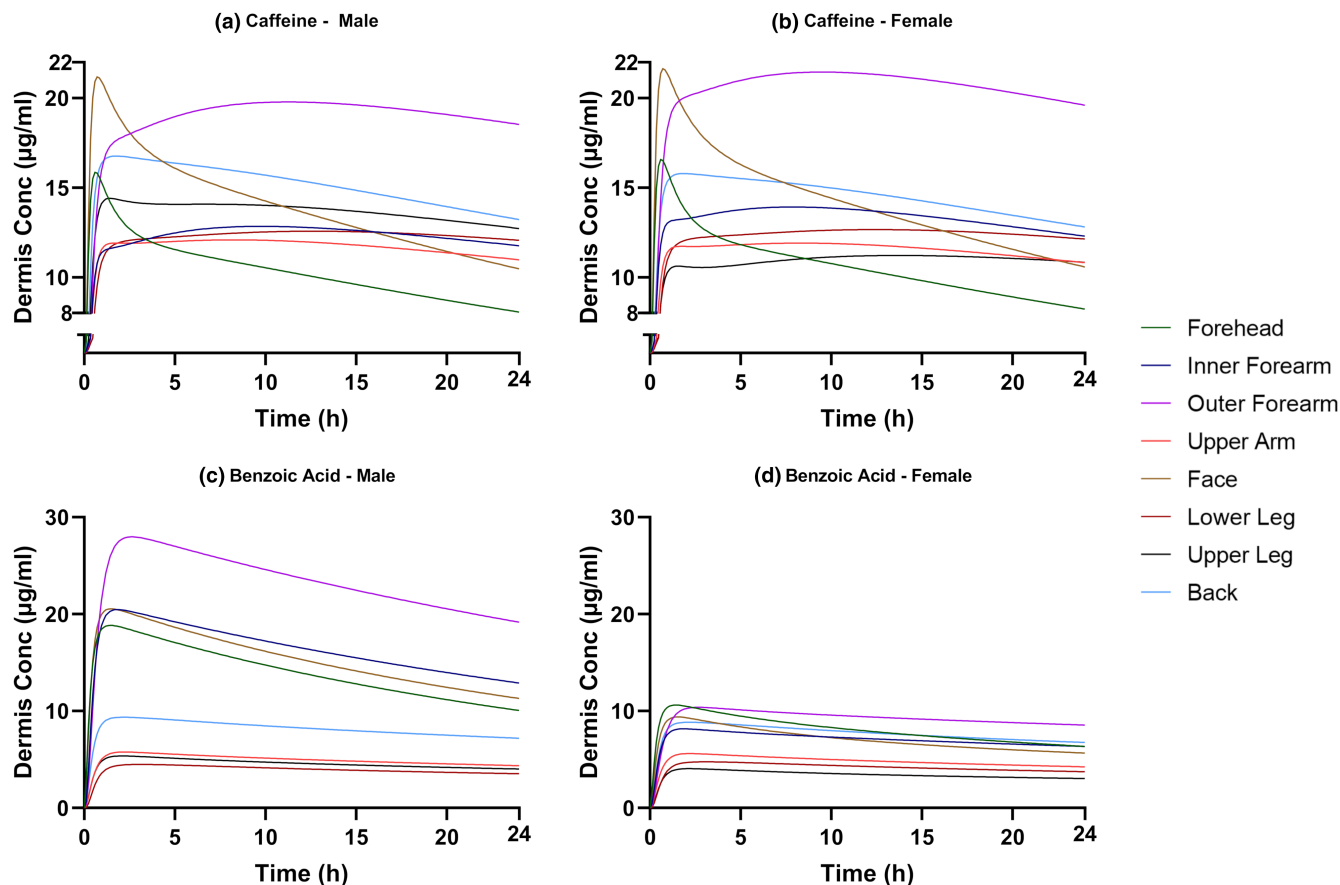 (a) Caffeine - Male
Dermis Conc (µg/ml)
22
20
15
10
8
0
5
10
15
20
24
Time (h)
(b) Caffeine - Female
Dermis Conc (µg/ml)
22
20
15
10
8
0
5
10
15
20
24
Time (h)
(c) Benzoic Acid - Male
Dermis Conc (µg/ml)
30
20
10
0
0
5
10
15
20
24
Time (h)
(d) Benzoic Acid - Female
Dermis Conc (µg/ml)
30
20
10
0
0
5
10
15
20
24
Time (h)
Forehead
Inner Forearm
Outer Forearm
Upper Arm
Face
Lower Leg
Upper Leg
Back